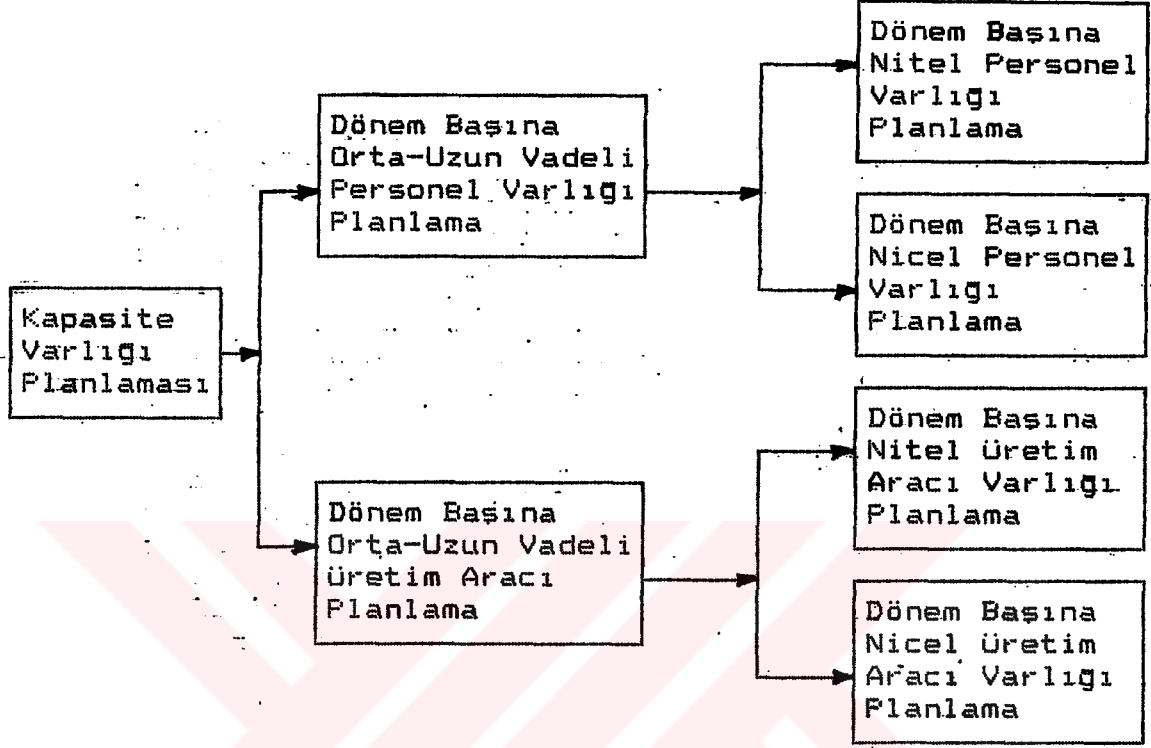 Kapasite
Varlığı
Planlaması
Dönem Başına
Orta-Uzun Vadeli
Personel Varlığı
Planlama
Dönem Başına
Orta-Uzun Vadeli
üretim Aracı
Planlama
Dönem Başına
Nitel Personel
Varlığı
Planlama
Dönem Başına
Nicel Personel
Varlığı
Planlama
Dönem Başına
Nitel üretim
Aracı Varlığı
Planlama
Dönem Başına
Nicel üretim
Aracı Varlığı
Planlama